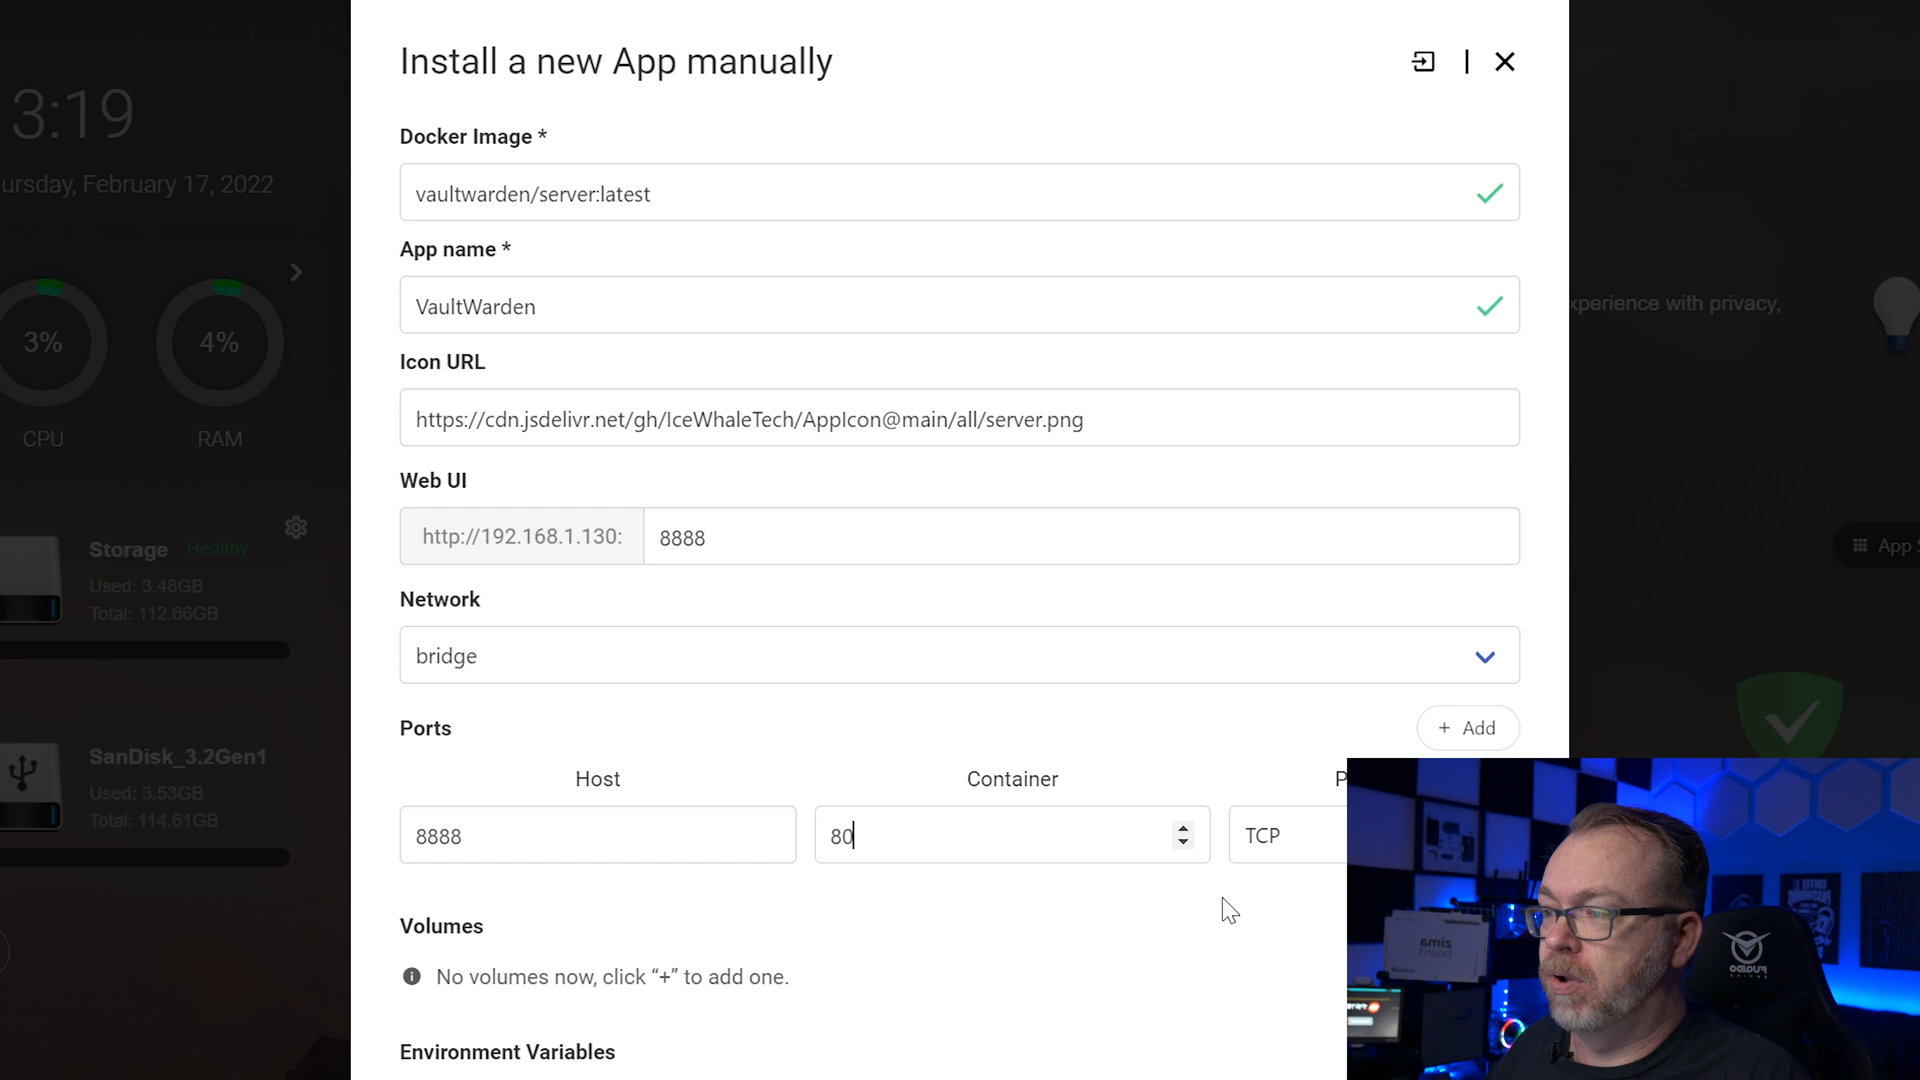 Install a new App manually
3:19
ursday, February 17, 2022
Docker Image *
vaultwarden/server:latest
App name *
VaultWarden
3%
4%
CPU
RAM
xperience with privacy,
Icon URL
https://cdn.jsdelivr.net/gh/IceWhaleTech/AppIcon@main/all/server.png
Web UI
http://192.168.1.130:
8888
Storage Healthy
Used: 3.48GB
Total: 112.66GB
App S
Network
bridge
Ports
+ Add
SanDisk_3.2Gen1
Used: 3.53GB
Total: 114.61GB
Host
Container
P
8888
80
TCP
Volumes
No volumes now, click “+” to add one.
Environment Variables
zima
board